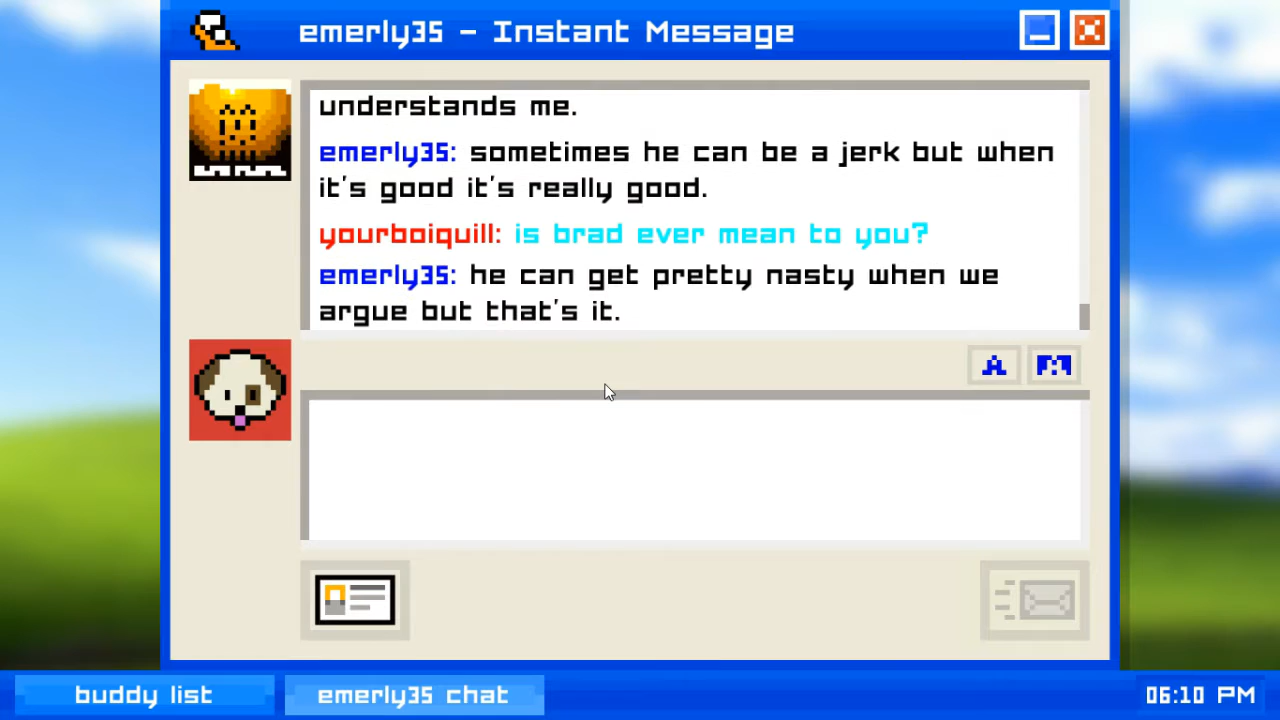 emerly35 - Instant Message
understands me.
emerly35: sometimes he can be a jerk but when
it's good it's really good.
yourboiquill: is brad ever mean to you?
emerly35: he can get pretty nasty when we
argue but that's it.
A
buddy list
emerly35 chat
06:10 PM